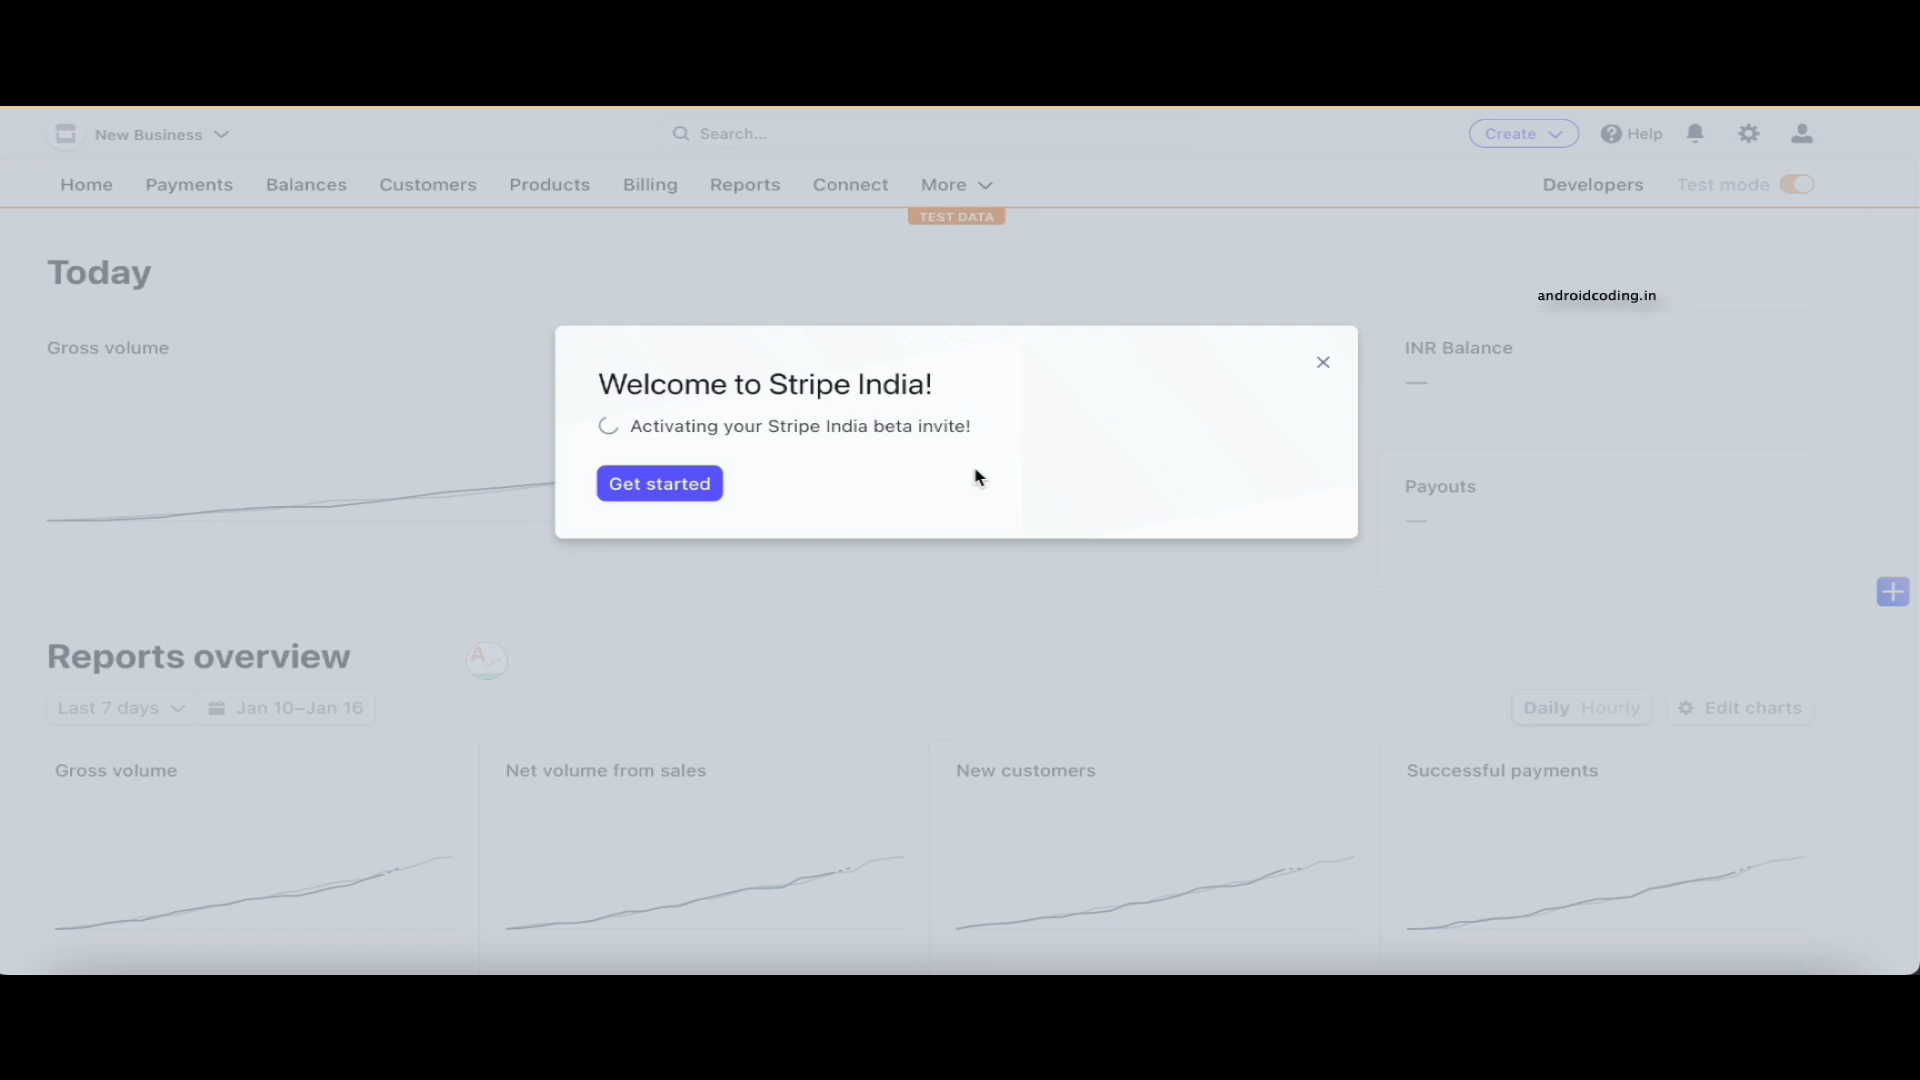 New Business
Search...
Create
Help
Home
Payments
Balances
Customers
Products
Billing
Reports
Connect
More
Developers
Test mode
TEST DATA
Today
androidcoding.in
Gross volume
INR Balance
—
Welcome to Stripe India!
Activating your Stripe India beta invite!
Get started
Payouts
—
Reports overview
A
Last 7 days
Jan 10–Jan 16
Daily
Hourly
Edit charts
Gross volume
Net volume from sales
New customers
Successful payments